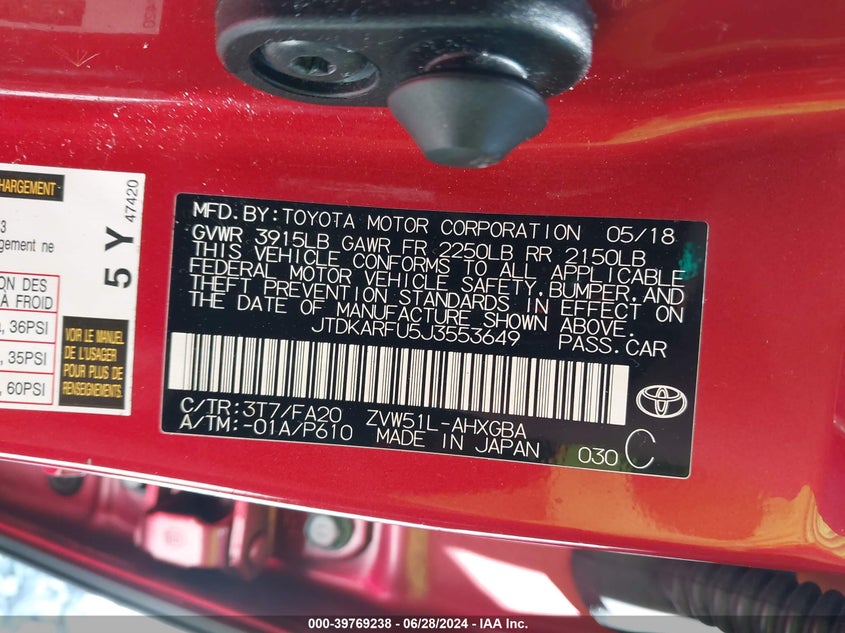 HARGEMENT
3
gement ne
ION DES
À FROID
, 36PSI
, 35PSI
, 60PSI
5 Y
47420
VOIR LE MANUEL
DE L'USAGER
POUR PLUS DE
RENSEIGNEMENTS.
MFD.BY:TOYOTA MOTOR CORPORATION 05/18
GVWR 3915LB GAWR FR 2250LB RR 2150LB
THIS VEHICLE CONFORMS TO ALL APPLICABLE
FEDERAL MOTOR VEHICLE SAFETY,BUMPER,AND
THEFT PREVENTION STANDARDS IN EFFECT ON
THE DATE OF MANUFACTURE SHOWN ABOVE.
JTDKARFU5J3553649 PASS.CAR
C/TR:3T7/FA20 ZVW51L-AHXGBA
A/TM:-01A/P610 MADE IN JAPAN 030 C
000-39769238 - 06/28/2024 - IAA Inc.